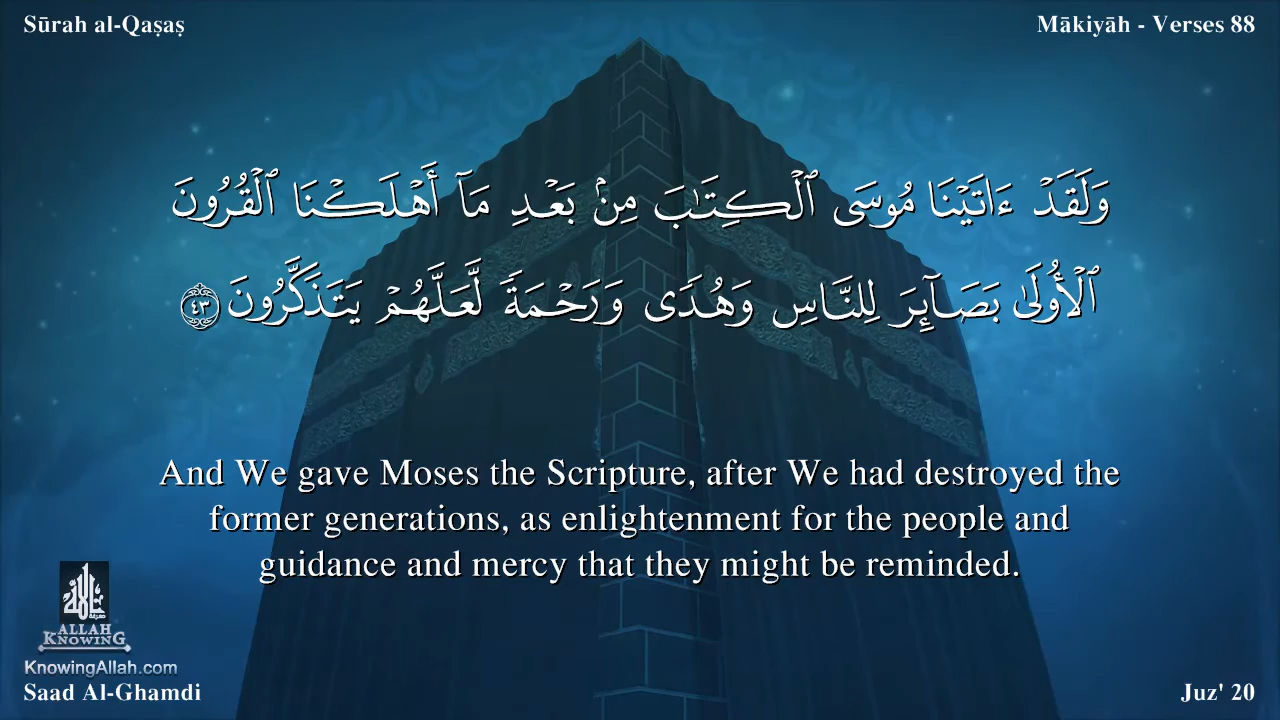 Sūrah al-Qaṣaṣ
Mākiyāh - Verses 88
وَلَقَدْ ءَاتَيْنَا مُوسَى ٱلْكِتَٰبَ مِنۢ بَعْدِ مَآ أَهْلَكْنَا ٱلْقُرُونَ
ٱلْأُولَىٰ بَصَآئِرَ لِلنَّاسِ وَهُدًى وَرَحْمَةً لَّعَلَّهُمْ يَتَذَكَّرُونَ ٤٣
And We gave Moses the Scripture, after We had destroyed the
former generations, as enlightenment for the people and
guidance and mercy that they might be reminded.
ALLAH
KNOWING
KnowingAllah.com
Saad Al-Ghamdi
Juz' 20